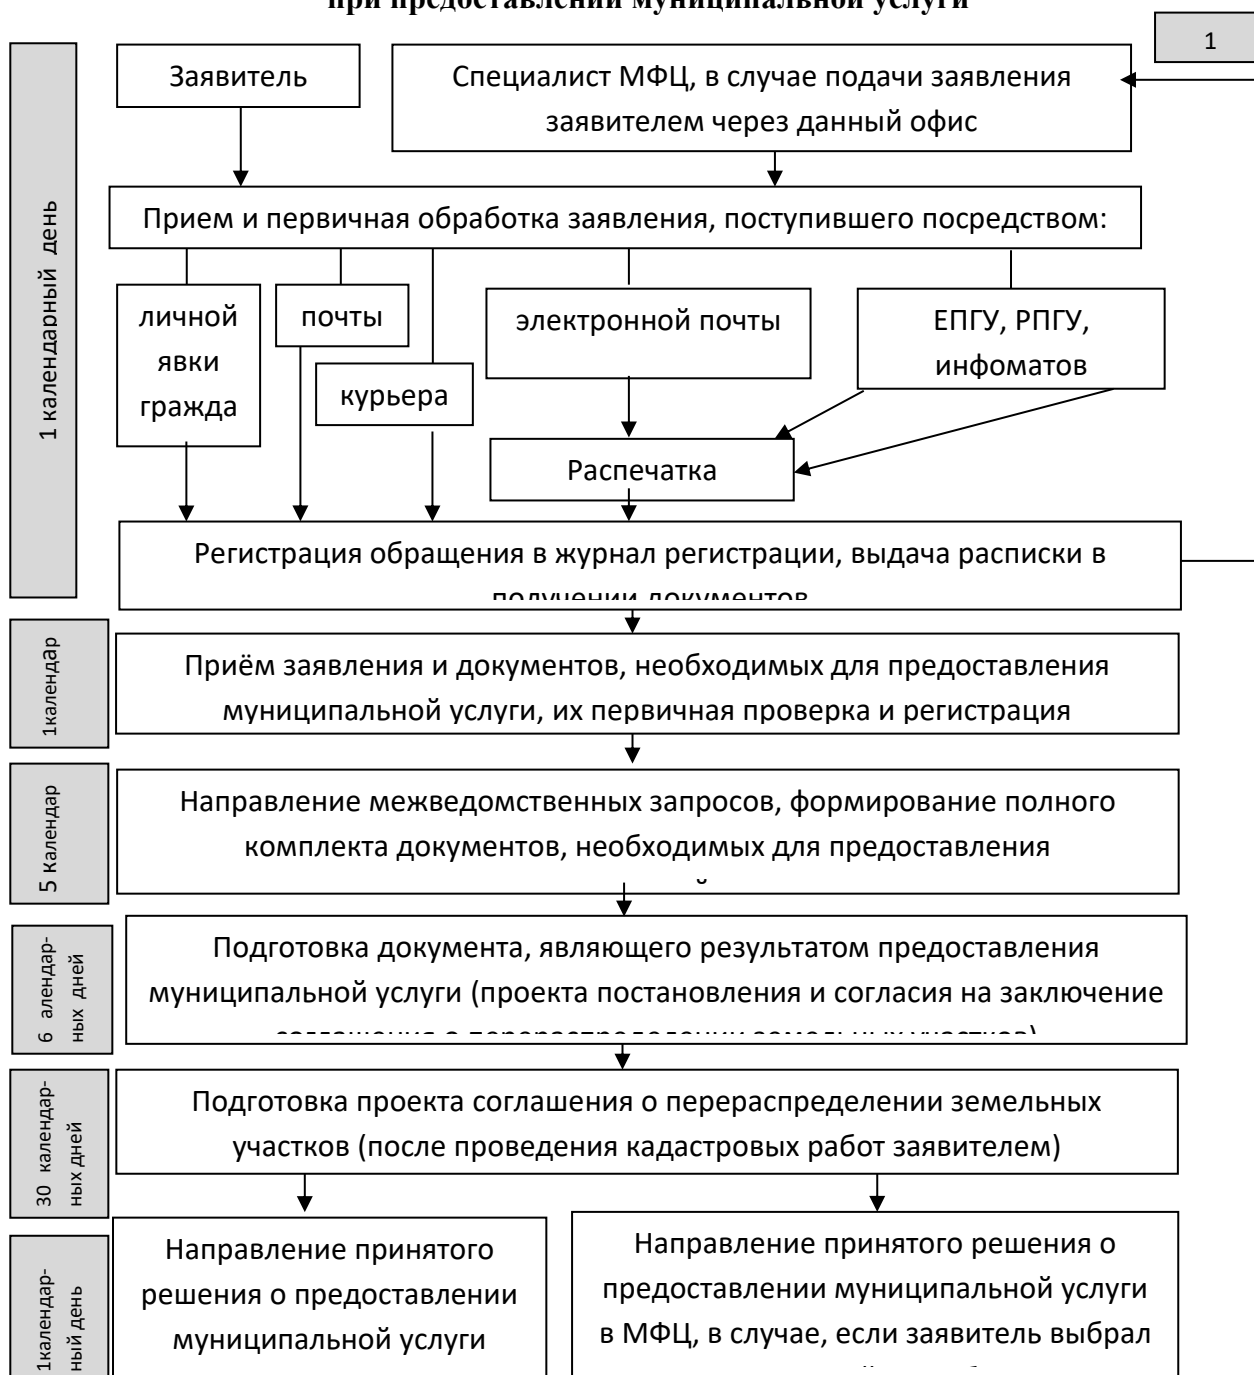 при предоставлении муниципальной услуги
1
Заявитель
Специалист МФЦ, в случае подачи заявления
заявителем через данный офис
1 календарный день
Прием и первичная обработка заявления, поступившего посредством:
личной
явки
гражда
почты
курьера
электронной почты
ЕПГУ, РПГУ,
инфоматов
Распечатка
Регистрация обращения в журнал регистрации, выдача расписки в
получении документов
1календар
Приём заявления и документов, необходимых для предоставления
муниципальной услуги, их первичная проверка и регистрация
5 календар
Направление межведомственных запросов, формирование полного
комплекта документов, необходимых для предоставления
6 алендар-
ных дней
Подготовка документа, являющего результатом предоставления
муниципальной услуги (проекта постановления и согласия на заключение
соглашения о перераспределении земельных участков)
30 календар-
ных дней
Подготовка проекта соглашения о перераспределении земельных
участков (после проведения кадастровых работ заявителем)
1календар-
ный день
Направление принятого
решения о предоставлении
муниципальной услуги
Направление принятого решения о
предоставлении муниципальной услуги
в МФЦ, в случае, если заявитель выбрал